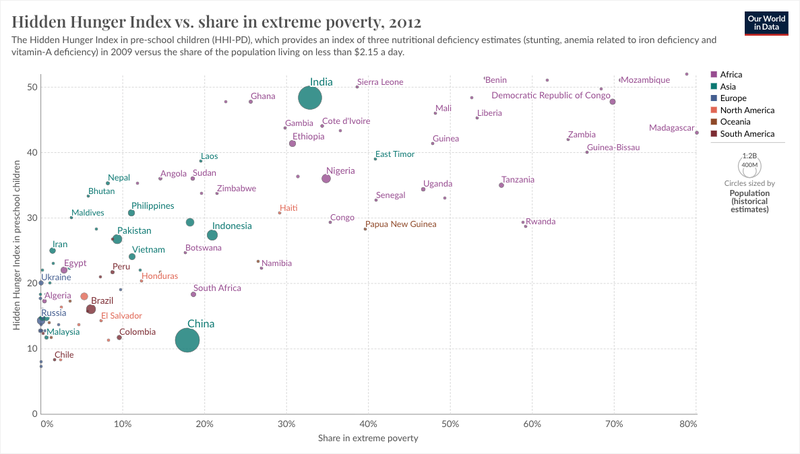 Hidden Hunger Index vs. share in extreme poverty, 2012
Our World
in Data
The Hidden Hunger Index in pre-school children (HHI-PD), which provides an index of three nutritional deficiency estimates (stunting, anemia related to iron deficiency and
vitamin-A deficiency) in 2009 versus the share of the population living on less than $2.15 a day.
Hidden Hunger Index in preschool children
50
40
30
20
10
0
India
Sierra Leone
Benin
Mozambique
Ghana
Democratic Republic of Congo
Mali
Liberia
Gambia
Cote d'Ivoire
Ethiopia
Guinea
Zambia
Madagascar
Guinea-Bissau
Laos
East Timor
Nepal
Angola
Sudan
Nigeria
Bhutan
Zimbabwe
Uganda
Tanzania
Senegal
Maldives
Philippines
Haiti
Congo
Papua New Guinea
Rwanda
Pakistan
Indonesia
Iran
Vietnam
Botswana
Egypt
Peru
Namibia
Ukraine
Honduras
Algeria
Brazil
South Africa
Russia
El Salvador
China
Malaysia
Colombia
Chile
0%
10%
20%
30%
40%
50%
60%
70%
80%
Share in extreme poverty
Africa
Asia
Europe
North America
Oceania
South America
1.2B
400M
Circles sized by
Population
(historical
estimates)